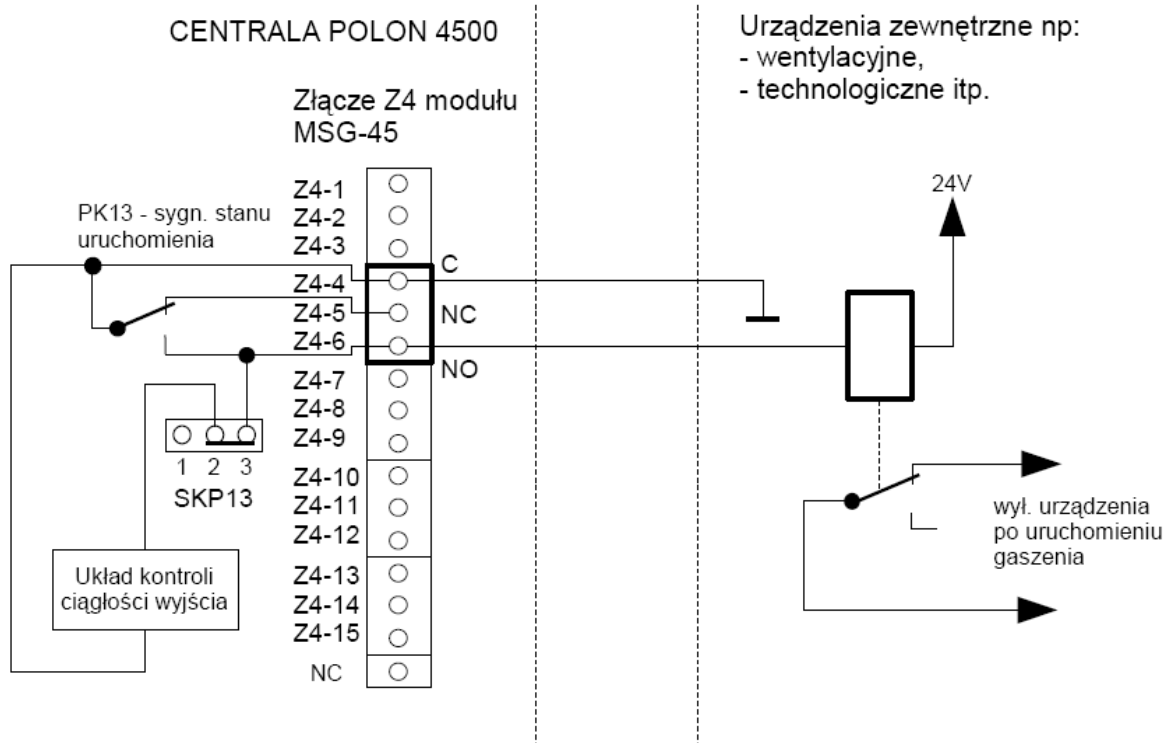 CENTRALA POLON 4500
Urządzenia zewnętrzne np:
- wentylacyjne,
- technologiczne itp.
Złącze Z4 modułu
MSG-45
PK13 - sygn. stanu
uruchomienia
Z4-1
Z4-2
Z4-3
Z4-4
Z4-5
Z4-6
Z4-7
Z4-8
Z4-9
Z4-10
Z4-11
Z4-12
Z4-13
Z4-14
Z4-15
NC
C
NC
NO
1 2 3
SKP13
Układ kontroli
ciągłości wyjścia
24V
wył. urządzenia
po uruchomieniu
gaszenia